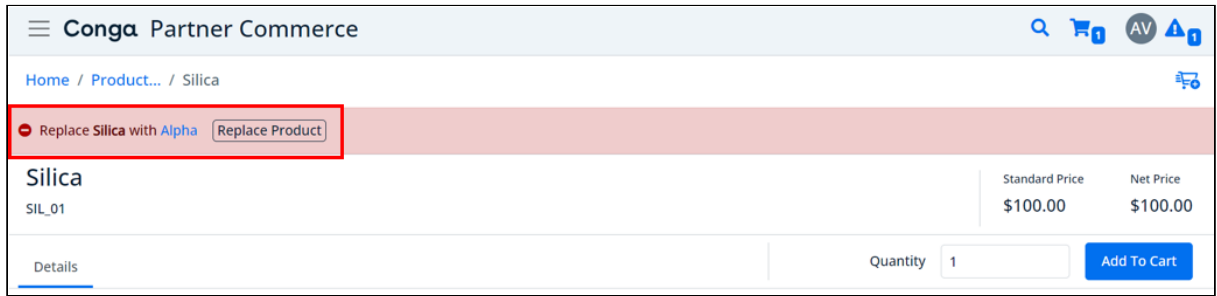 Conga Partner Commerce
1
AV
1
Home / Product... / Silica
Replace Silica with Alpha Replace Product
Silica
SIL_01
Standard Price
Net Price
$100.00
$100.00
Details
Quantity
1
Add To Cart